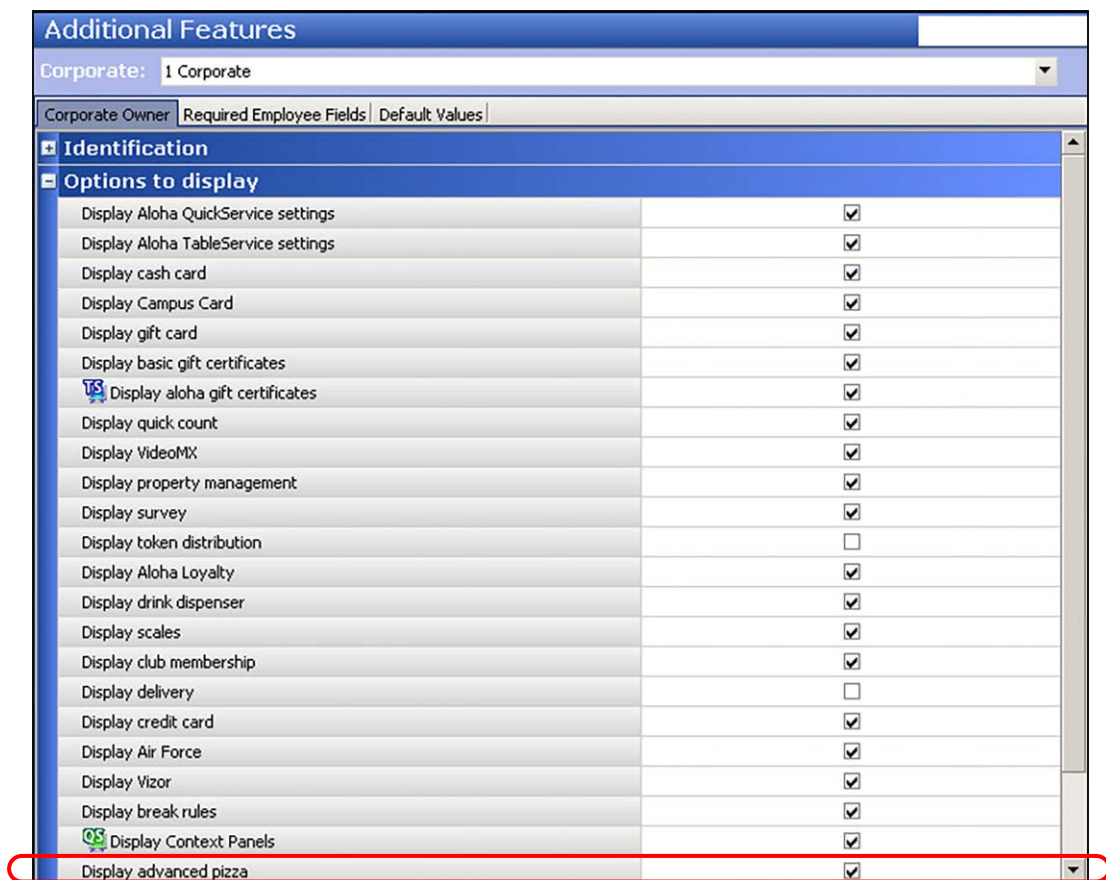 Additional Features
Corporate: 1 Corporate
Corporate Owner Required Employee Fields Default Values
Identification
Options to display
Display Aloha QuickService settings
Display Aloha TableService settings
Display cash card
Display Campus Card
Display gift card
Display basic gift certificates
TS Display aloha gift certificates
Display quick count
Display VideoMX
Display property management
Display survey
Display token distribution
Display Aloha Loyalty
Display drink dispenser
Display scales
Display club membership
Display delivery
Display credit card
Display Air Force
Display Vizor
Display break rules
QS Display Context Panels
Display advanced pizza